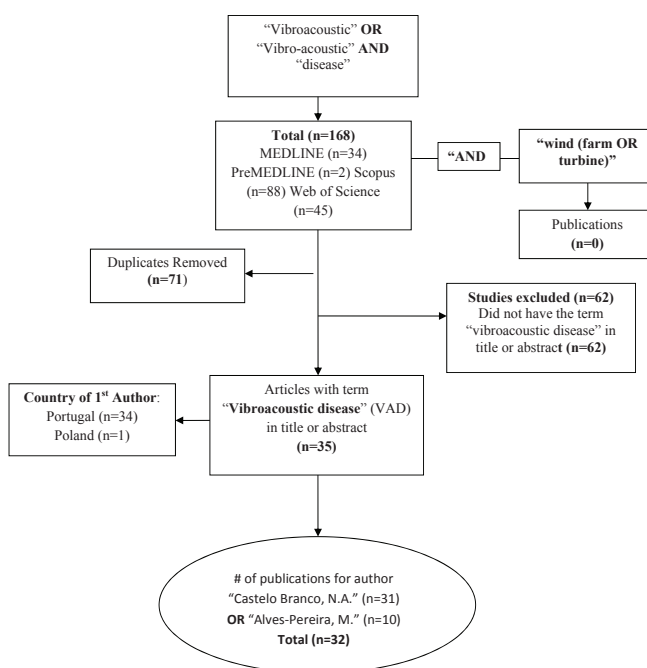 “Vibroacoustic” OR
“Vibro-acoustic” AND
“disease”
Total (n=168)
MEDLINE (n=34)
PreMEDLINE (n=2) Scopus
(n=88) Web of Science
(n=45)
“AND
“wind (farm OR
turbine)”
Publications
(n=0)
Duplicates Removed
(n=71)
Studies excluded (n=62)
Did not have the term
“vibroacoustic disease” in
title or abstract (n=62)
Country of 1st Author:
Portugal (n=34)
Poland (n=1)
Articles with term
“Vibroacoustic disease” (VAD)
in title or abstract
(n=35)
# of publications for author
“Castelo Branco, N.A.” (n=31)
OR “Alves-Pereira, M.” (n=10)
Total (n=32)